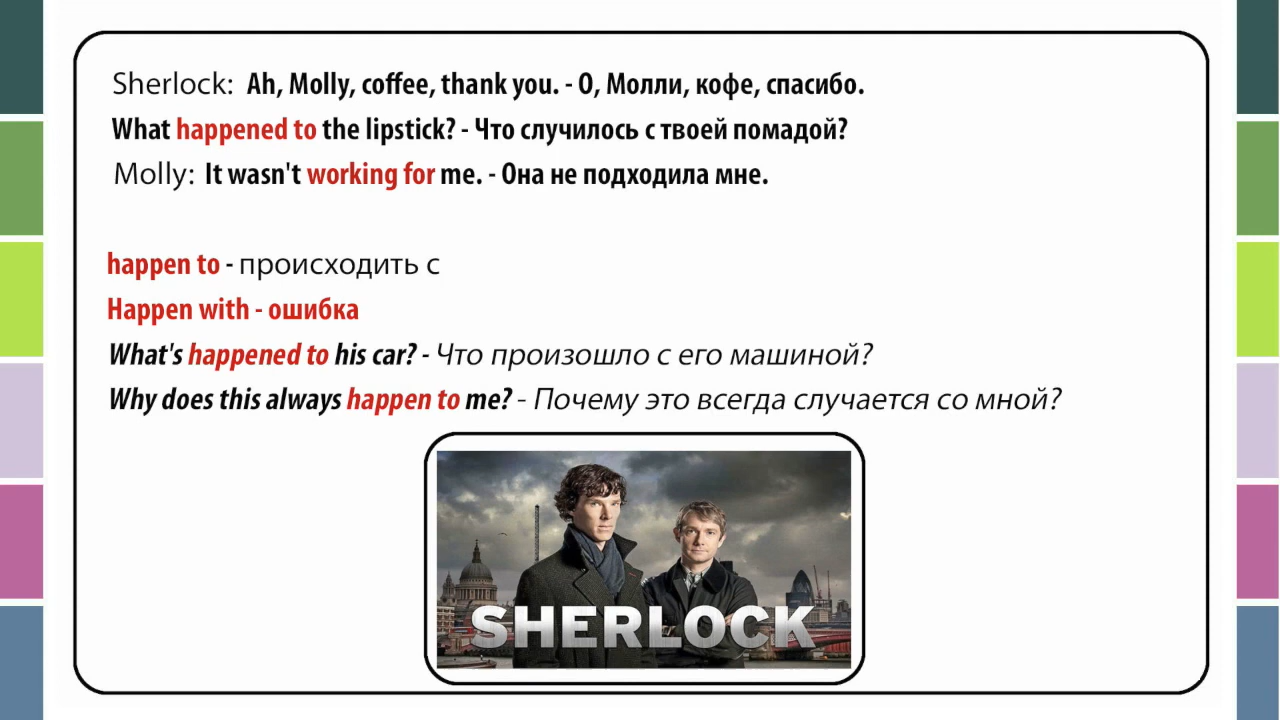 Sherlock: Ah, Molly, coffee, thank you. - О, Молли, кофе, спасибо.
What happened to the lipstick? - Что случилось с твоей помадой?
Molly: It wasn't working for me. - Она не подходила мне.
happen to - происходить с
Happen with - ошибка
What's happened to his car? - Что произошло с его машиной?
Why does this always happen to me? - Почему это всегда случается со мной?
SHERLOCK